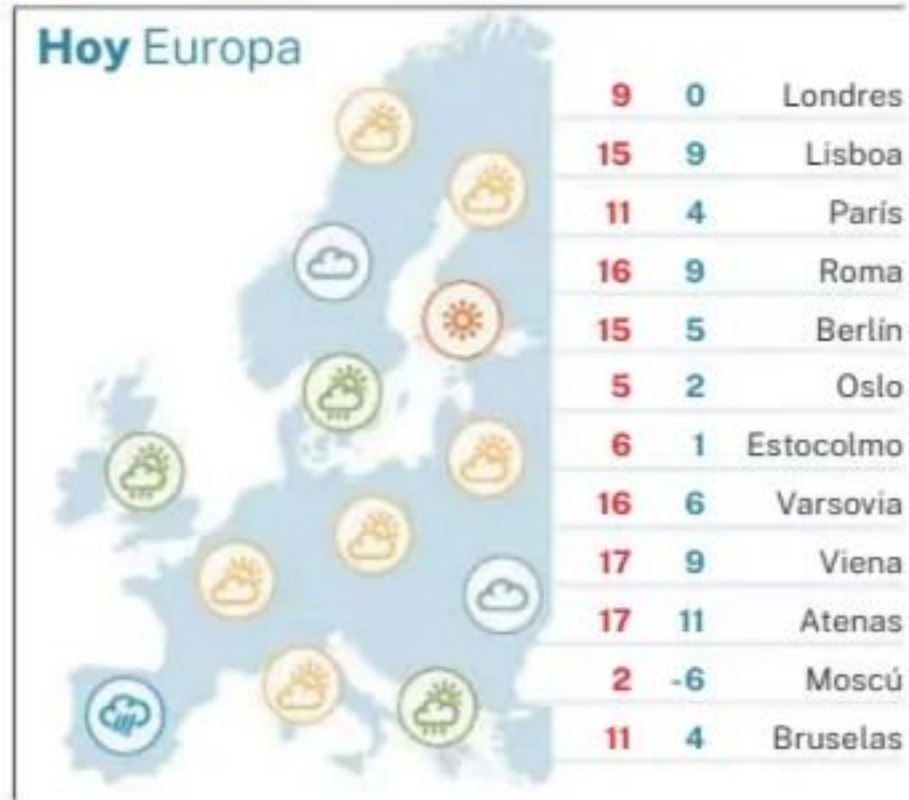 Hoy Europa
9 0 Londres
15 9 Lisboa
11 4 París
16 9 Roma
15 5 Berlín
5 2 Oslo
6 1 Estocolmo
16 6 Varsovia
17 9 Viena
17 11 Atenas
2 -6 Moscú
11 4 Bruselas